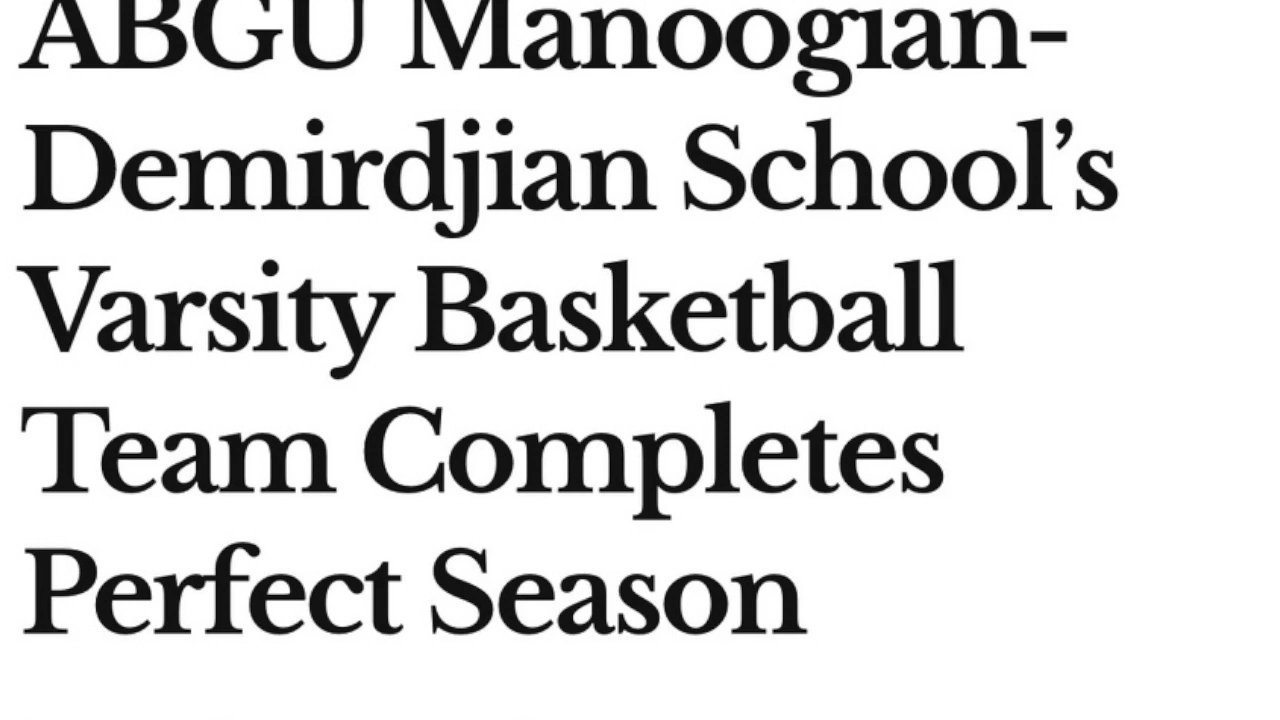 ABGU Manoogian-
Demirdjian School’s
Varsity Basketball
Team Completes
Perfect Season